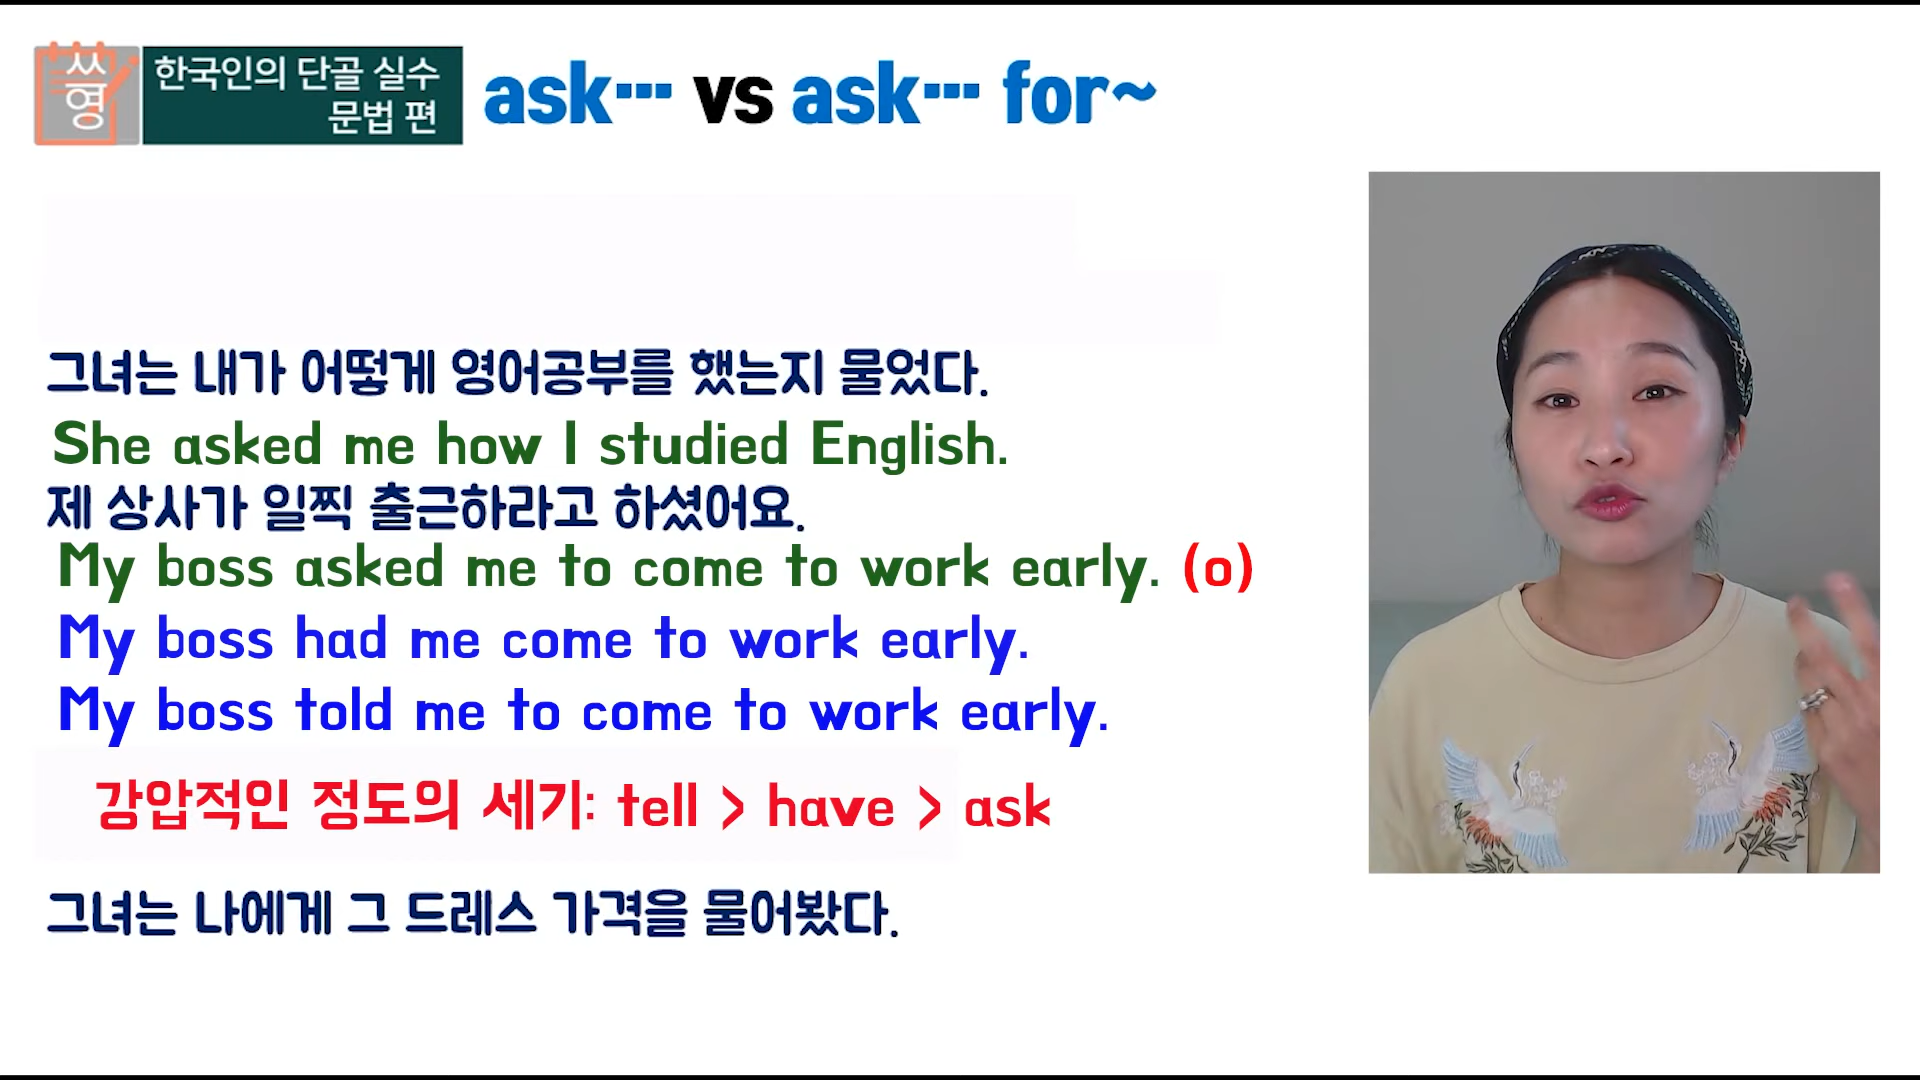 쓰영
한국인의 단골 실수
문법 편
ask… vs ask… for~
그녀는 내가 어떻게 영어공부를 했는지 물었다.
She asked me how I studied English.
제 상사가 일찍 출근하라고 하셨어요.
My boss asked me to come to work early. (o)
My boss had me come to work early.
My boss told me to come to work early.
강압적인 정도의 세기: tell > have > ask
그녀는 나에게 그 드레스 가격을 물어봤다.